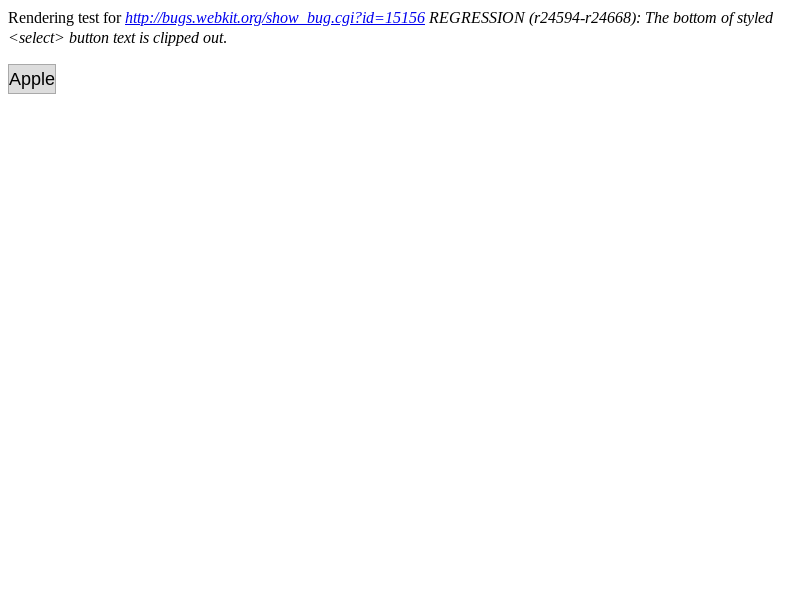 Rendering test for http://bugs.webkit.org/show_bug.cgi?id=15156 REGRESSION (r24594-r24668): The bottom of styled
<select> button text is clipped out.
Apple